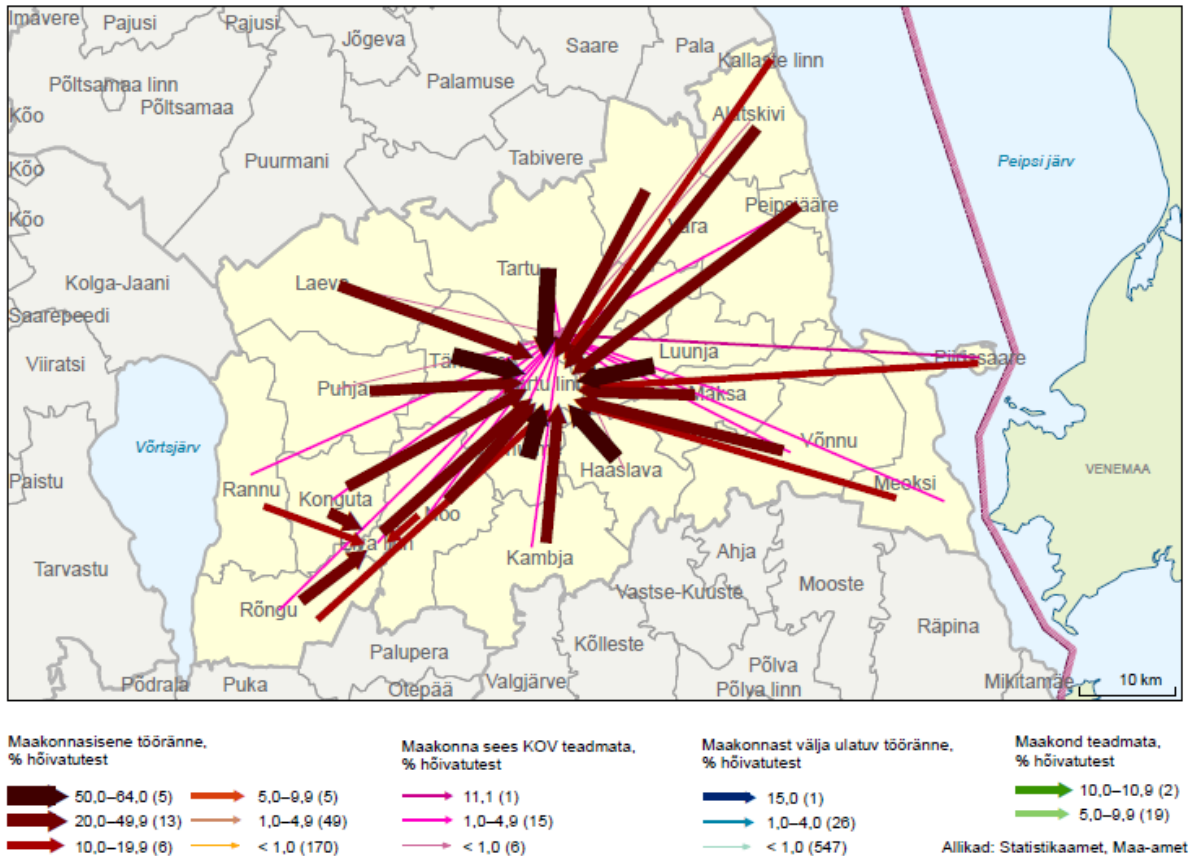 Imavere
Pajusi
Pajusi
Jõgeva
Saare
Pala
Kallaste linn
Põltsamaa linn
Põltsamaa
Palamuse
Alatskivi
Kõo
Puurmani
Tabivere
Peipsi järv
Kõo
Peipsiääre
Kõo
Vara
Kolga-Jaani
Laeva
Tartu
Saarepeedi
Viiratsi
Luunja
Piirissaare
Puhja
Tartu linn
Mäksa
Võrtsjärv
Võnnu
Haaslava
VENEMAA
Paistu
Rannu
Konguta
Nõo
Meeksi
Elva linn
Kambja
Ahja
Tarvastu
Vastse-Kuuste
Mooste
Rõngu
Räpina
Palupera
Kõlleste
Põlva
Põdrala
Puka
Otepää
Valgjärve
Põlva linn
Mikitamäe
10 km
Maakonnasisene tööränne,
% hõivatutest
50,0–64,0 (5)
20,0–49,9 (13)
10,0–19,9 (6)
5,0–9,9 (5)
1,0–4,9 (49)
< 1,0 (170)
Maakonna sees KOV teadmata,
% hõivatutest
11,1 (1)
1,0–4,9 (15)
< 1,0 (6)
Maakonnast välja ulatuv tööränne,
% hõivatutest
15,0 (1)
1,0–4,0 (26)
< 1,0 (547)
Maakond teadmata,
% hõivatutest
10,0–10,9 (2)
5,0–9,9 (19)
Allikad: Statistikaamet, Maa-amet